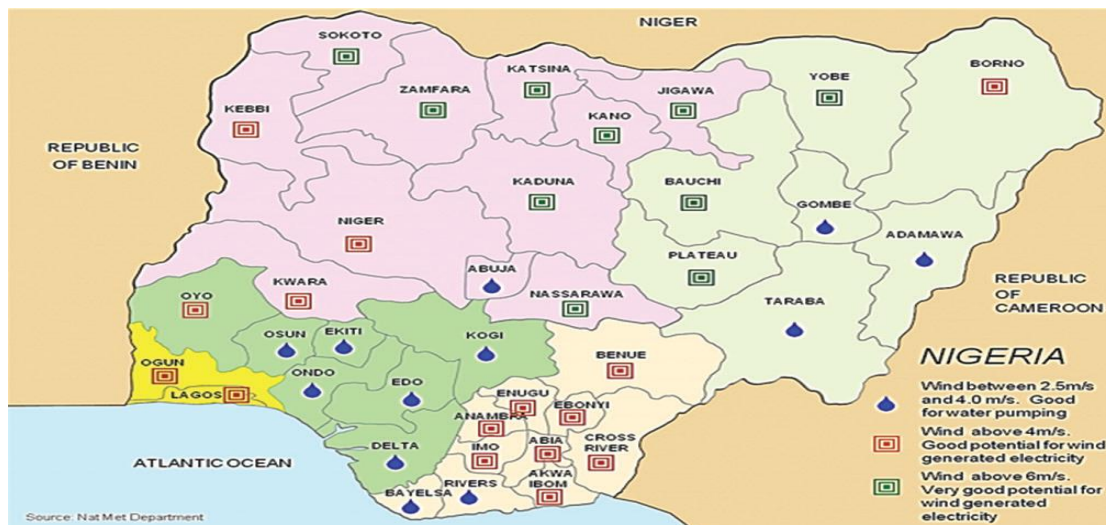 NIGER
SOKOTO
KATSINA
YOBE
BORNO
ZAMFARA
JIGAWA
KEBBI
KANO
REPUBLIC
OF BENIN
KADUNA
BAUCHI
GOMBE
NIGER
ADAMAWA
PLATEAU
ABUJA
REPUBLIC
OF
CAMEROON
KWARA
NASSARAWA
TARABA
OYO
OSUN
EKITI
KOGI
BENUE
OGUN
ONDO
EDO
LAGOS
ENUGU
EBONYI
ANAMBRA
DELTA
IMO
ABIA
CROSS
RIVER
ATLANTIC OCEAN
AKWA
IBOM
BAYELSA
RIVERS
NIGERIA
Wind between 2.5m/s
and 4.0 m/s. Good
for water pumping
Wind above 4m/s.
Good potential for wind
generated electricity
Wind above 6m/s.
Very good potential for
wind generated
electricity
Source: Nat Met Department